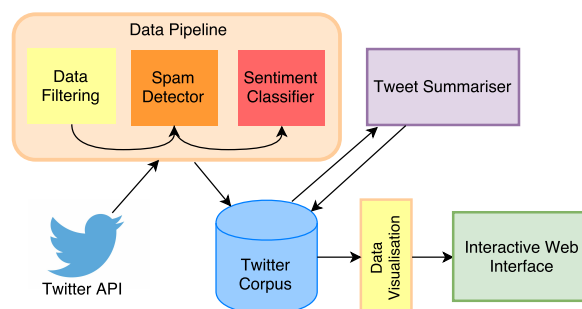 Data Pipeline
Data
Filtering
Spam
Detector
Sentiment
Classifier
Tweet Summariser
Twitter API
Twitter
Corpus
Data
Visualisation
Interactive Web
Interface